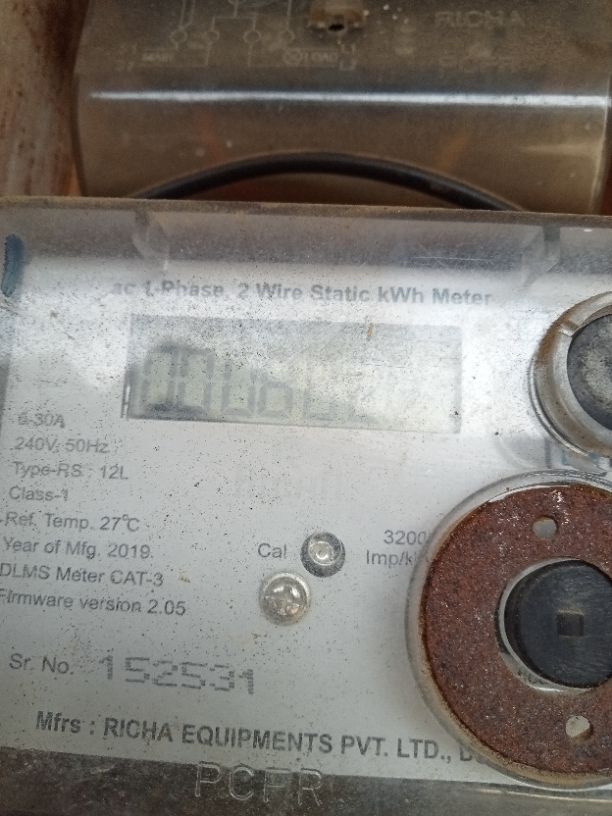 RICHA
ac 1-Phase, 2 Wire Static kWh Meter
5-30A
240V, 50Hz.
Type-RS : 12L
Class-1
Ref. Temp. 27°C
Year of Mfg. 2019.
DLMS Meter CAT-3
Firmware version 2.05
Cal
3200
Sr. No. 152531
Mfrs : RICHA EQUIPMENTS PVT. LTD.,